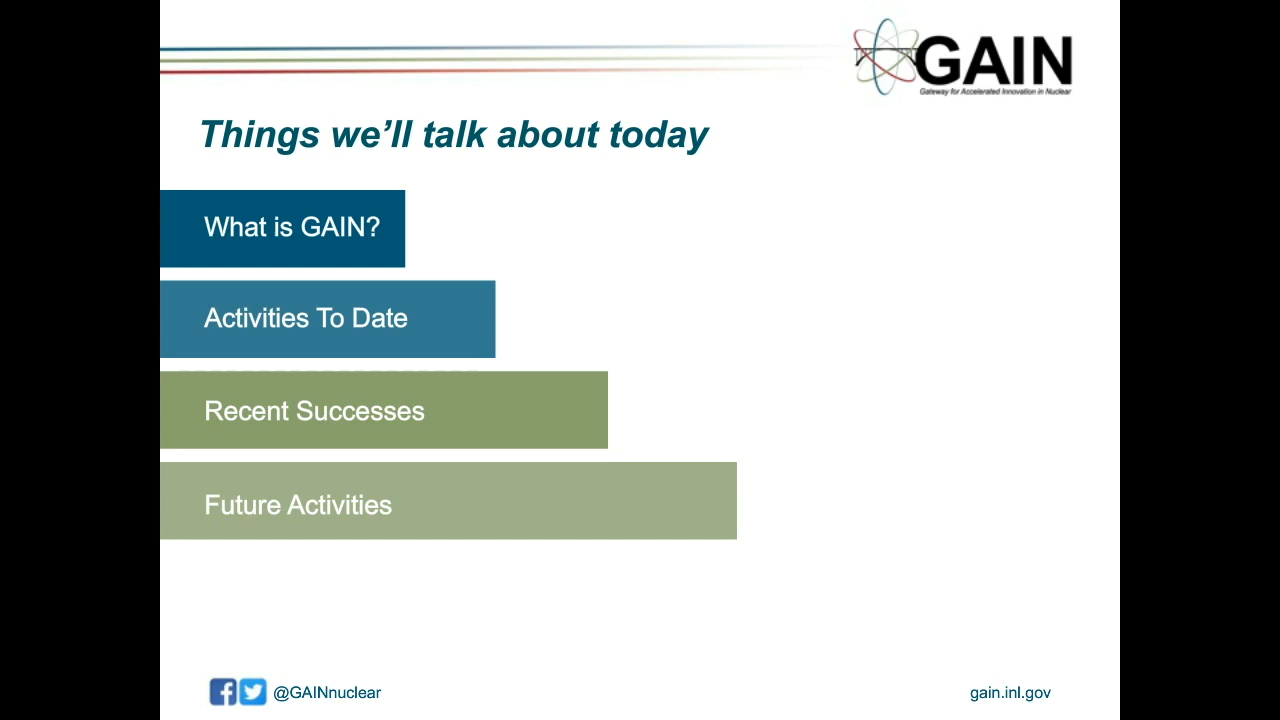 GAIN
Gateway for Accelerated Innovation in Nuclear
Things we’ll talk about today
What is GAIN?
Activities To Date
Recent Successes
Future Activities
@GAINnuclear
gain.inl.gov